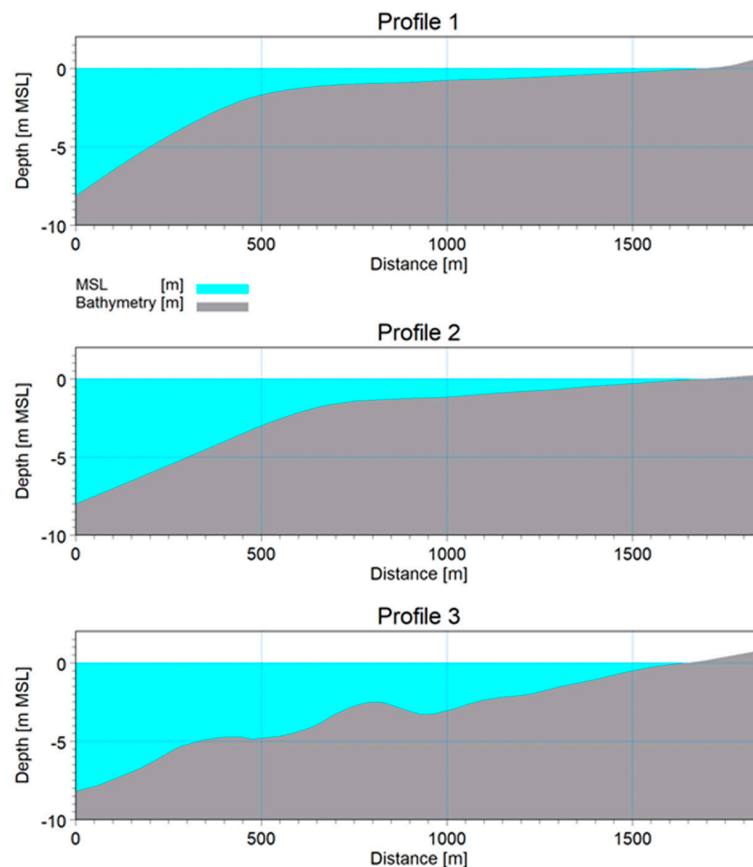 Profile 1
0
-5
-10
Depth [m MSL]
0 500 1000 1500
Distance [m]
MSL [m]
Bathymetry [m]
Profile 2
0
-5
-10
Depth [m MSL]
0 500 1000 1500
Distance [m]
Profile 3
0
-5
-10
Depth [m MSL]
0 500 1000 1500
Distance [m]